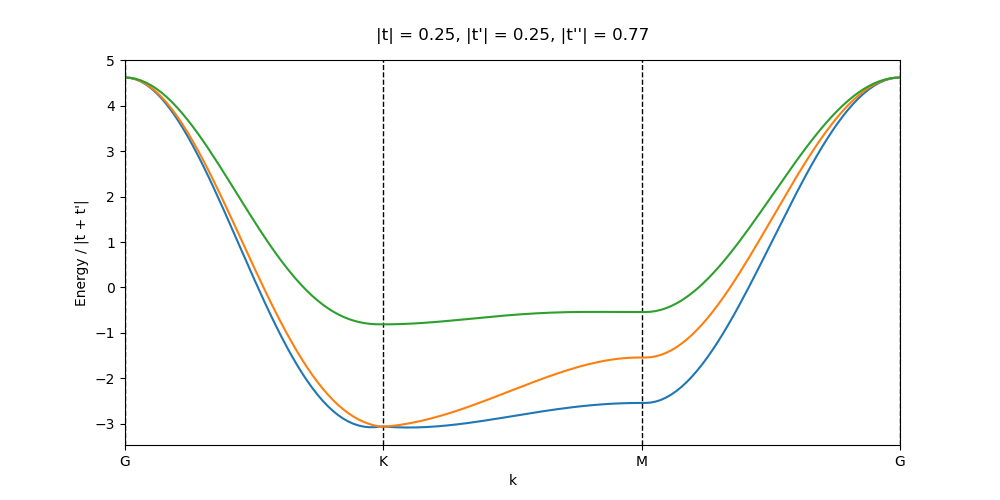 |t| = 0.25, |t'| = 0.25, |t''| = 0.77
Energy / |t + t'|
5
4
3
2
1
0
−1
−2
−3
G K M G
k